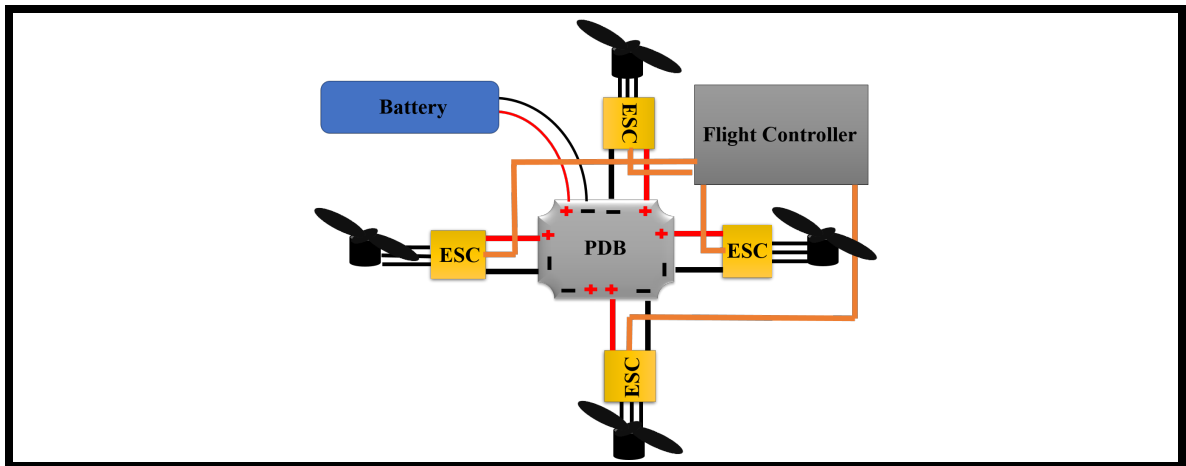 ESC
Battery
Flight Controller
+ − − +
+ +
ESC
PDB
ESC
− −
− + + −
ESC